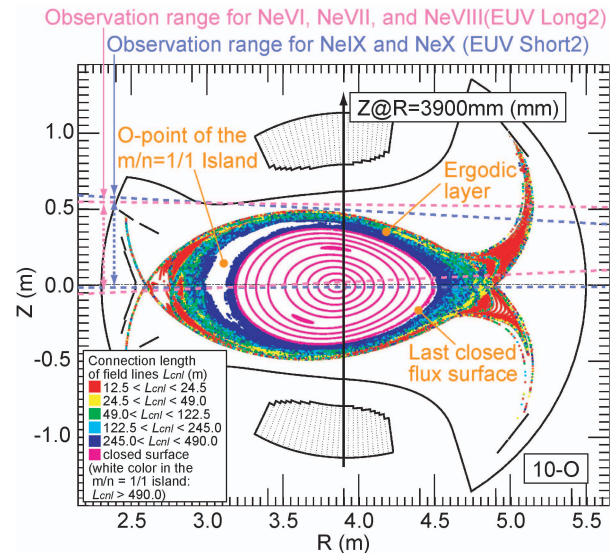 Observation range for NeVI, NeVII, and NeVIII(EUV Long2)
Observation range for NeIX and NeX (EUV Short2)
Z@R=3900mm (mm)
O-point of the
m/n=1/1 Island
Ergodic
layer
Last closed
flux surface
Z (m)
1.0
0.5
0.0
-0.5
-1.0
Connection length
of field lines Lcnl (m)
12.5 < Lcnl < 24.5
24.5 < Lcnl < 49.0
49.0< Lcnl < 122.5
122.5 < Lcnl < 245.0
245.0 < Lcnl < 490.0
closed surface
(white color in the
m/n = 1/1 island:
Lcnl > 490.0)
10-O
2.5 3.0 3.5 4.0 4.5 5.0 5.5
R (m)